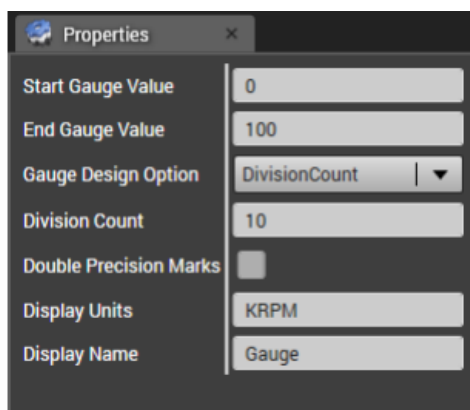 Properties ×
Start Gauge Value 0
End Gauge Value 100
Gauge Design Option DivisionCount
Division Count 10
Double Precision Marks
Display Units KRPM
Display Name Gauge